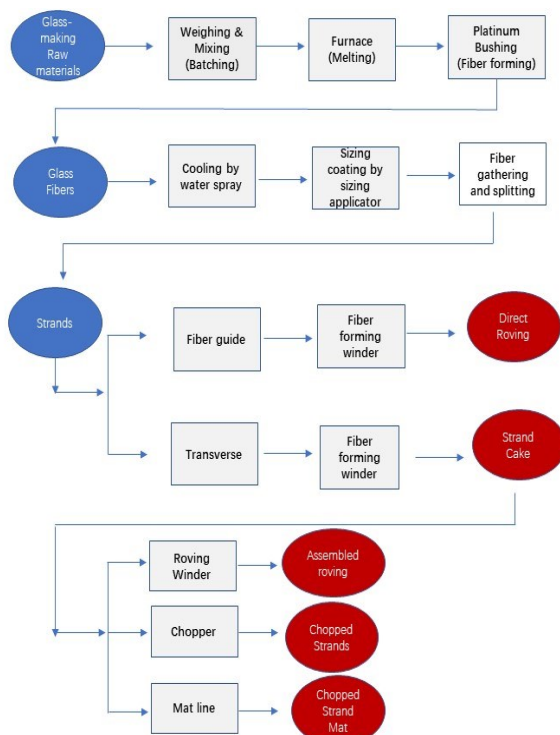 Glass-
making
Raw
materials
Weighing &
Mixing
(Batching)
Furnace
(Melting)
Platinum
Bushing
(Fiber forming)
Glass
Fibers
Cooling by
water spray
Sizing
coating by
sizing
applicator
Fiber
gathering
and splitting
Strands
Fiber guide
Fiber
forming
winder
Direct
Roving
Transverse
Fiber
forming
winder
Strand
Cake
Roving
Winder
Assembled
roving
Chopper
Chopped
Strands
Mat line
Chopped
Strand
Mat